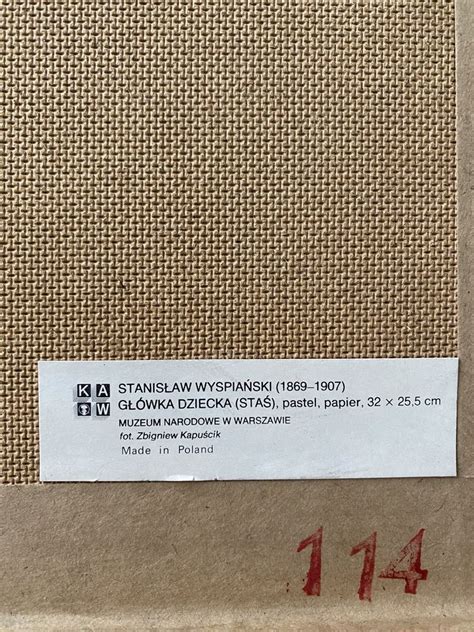 KA
W
STANISŁAW WYSPIAŃSKI (1869–1907)
GŁÓWKA DZIECKA (STAŚ), pastel, papier, 32 × 25,5 cm
MUZEUM NARODOWE W WARSZAWIE
fot. Zbigniew Kapuścik
Made in Poland
114